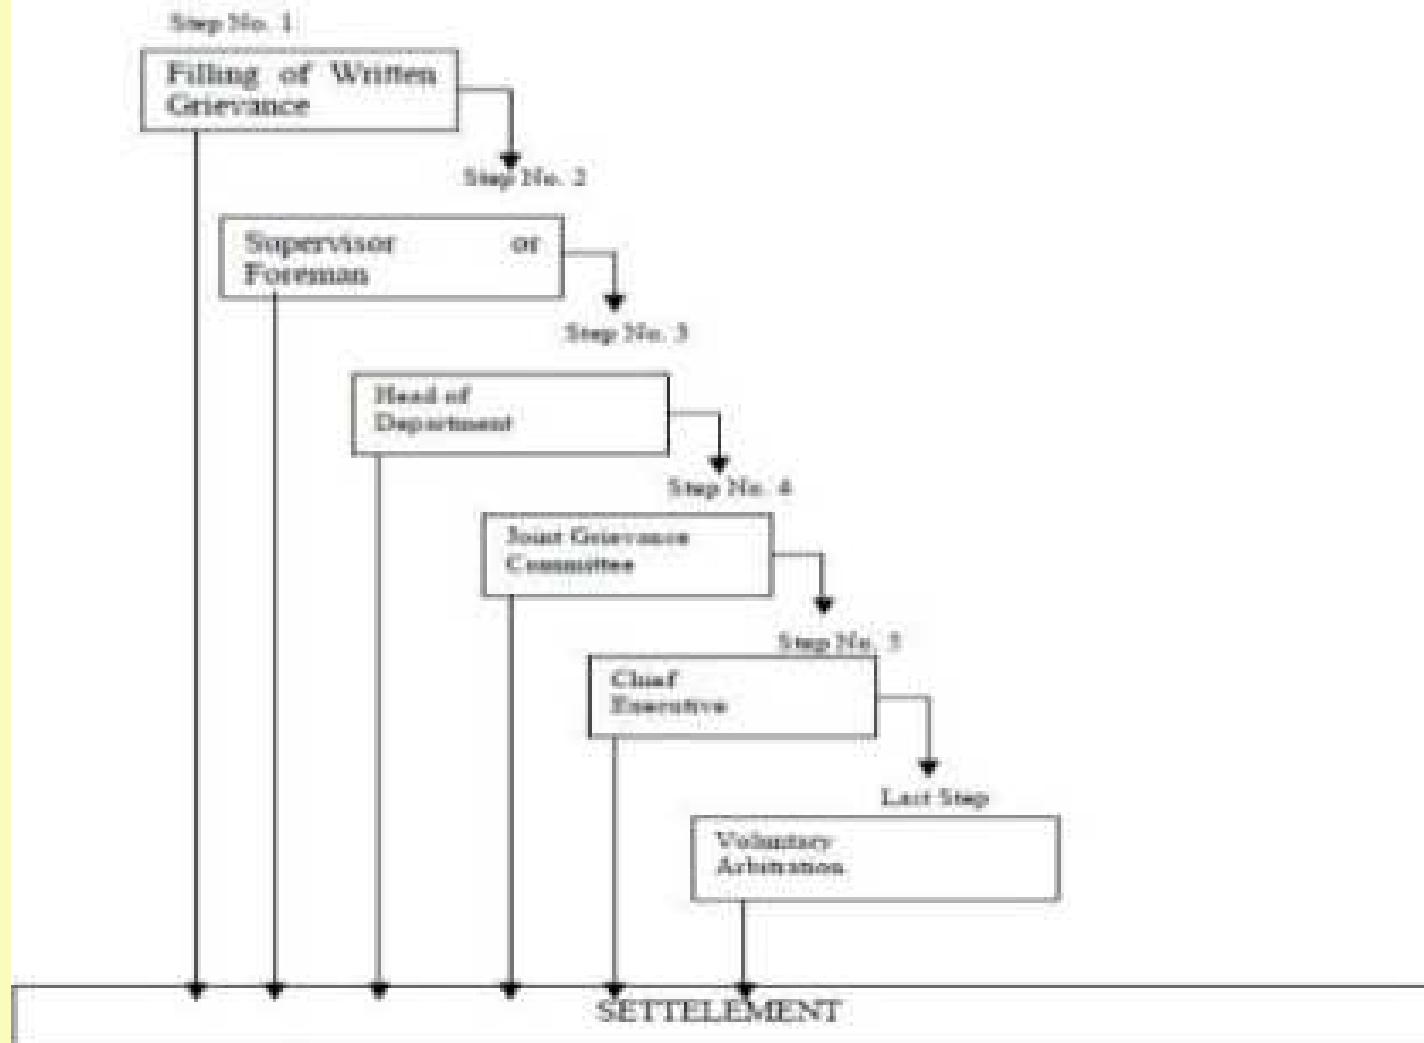 Step No. 1
Filling of Written
Grievance
Step No. 2
Supervisor or
Foreman
Step No. 3
Head of
Department
Step No. 4
Joint Grievance
Committee
Step No. 5
Chief
Executive
Last Step
Voluntary
Arbitration
SETTELEMENT